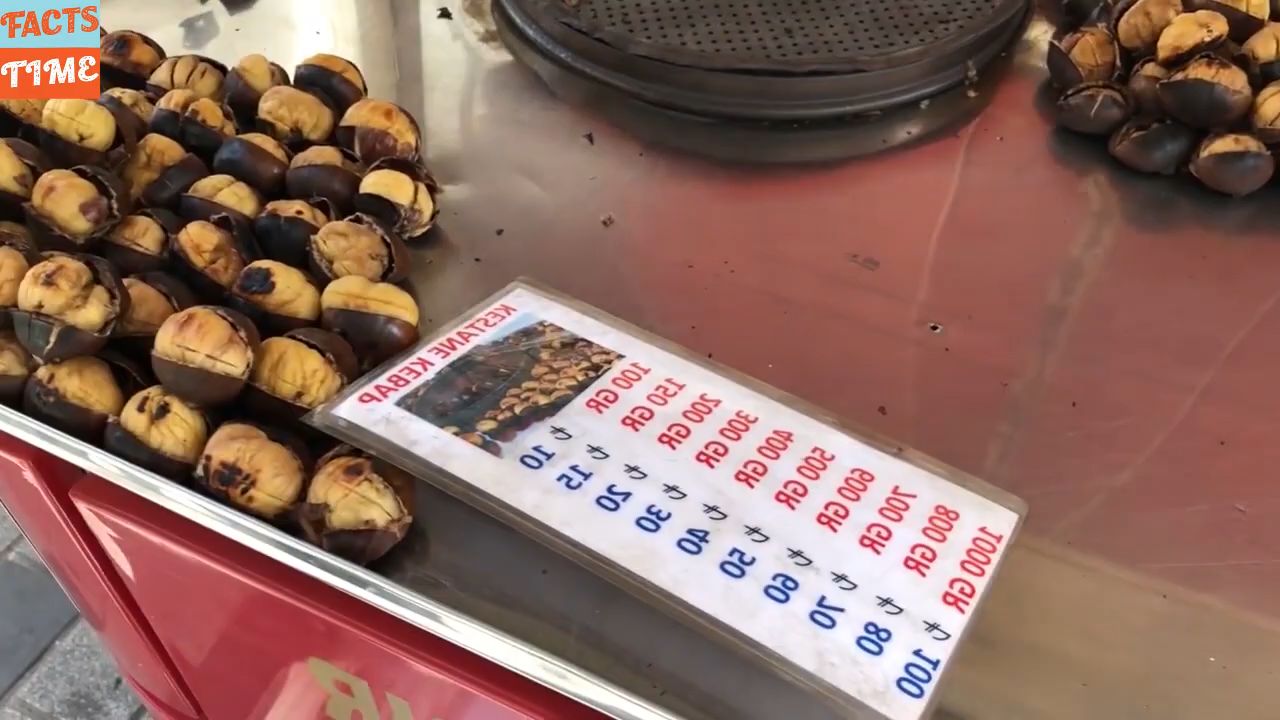 FACTS
TIME
KESTANE KEBAP
100 GR ₺ 10
150 GR ₺ 15
200 GR ₺ 20
300 GR ₺ 30
400 GR ₺ 40
500 GR ₺ 50
600 GR ₺ 60
700 GR ₺ 70
800 GR ₺ 80
1000 GR ₺ 100